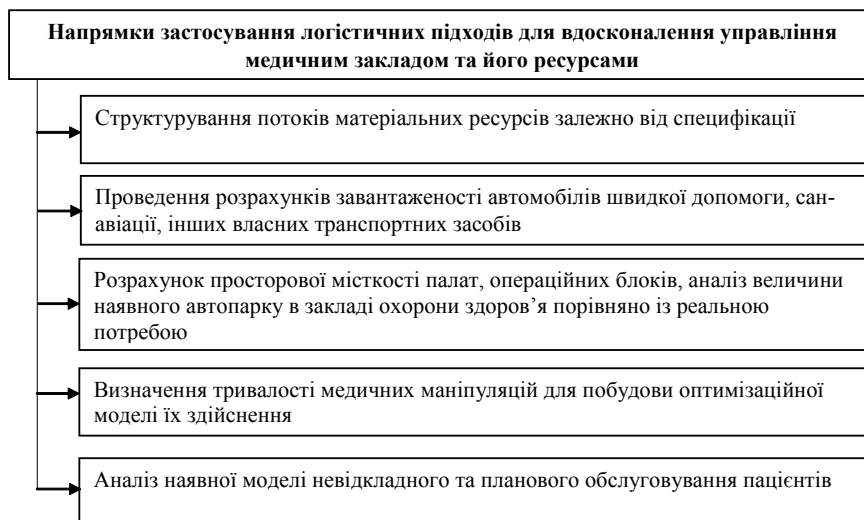 Напрямки застосування логістичних підходів для вдосконалення управління
медичним закладом та його ресурсами
Структурування потоків матеріальних ресурсів залежно від специфікації
Проведення розрахунків завантаженості автомобілів швидкої допомоги, сан-
авіації, інших власних транспортних засобів
Розрахунок просторової місткості палат, операційних блоків, аналіз величини
наявного автопарку в закладі охорони здоров’я порівняно із реальною
потребою
Визначення тривалості медичних маніпуляцій для побудови оптимізаційної
моделі їх здійснення
Аналіз наявної моделі невідкладного та планового обслуговування пацієнтів